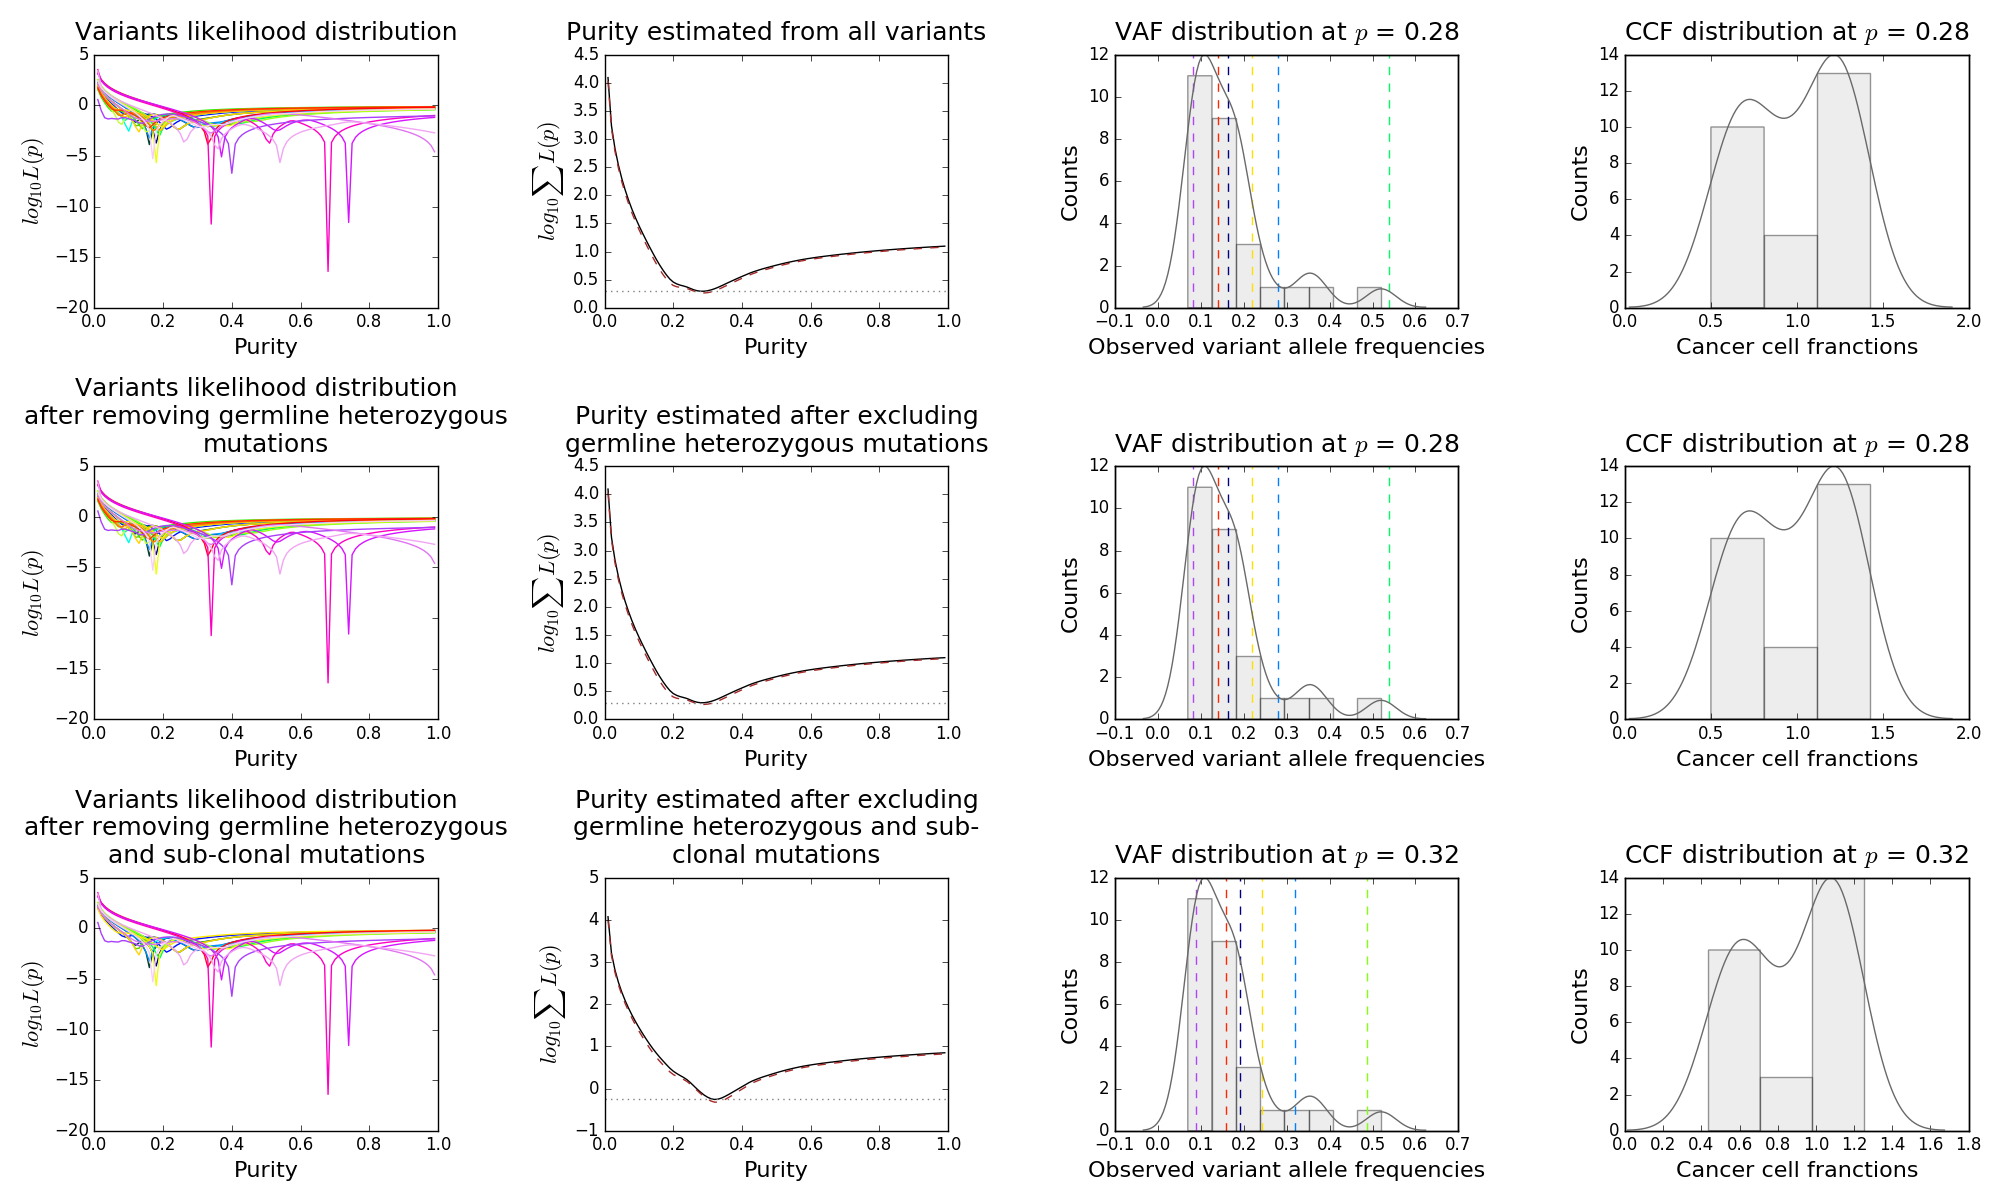 Variants likelihood distribution
Purity estimated from all variants
VAF distribution at p = 0.28
CCF distribution at p = 0.28
5
0
−5
−10
−15
−20
log10L(p)
0.0 0.2 0.4 0.6 0.8 1.0
Purity
4.5
4.0
3.5
3.0
2.5
2.0
1.5
1.0
0.5
0.0
log10∑L(p)
0.0 0.2 0.4 0.6 0.8 1.0
Purity
12
10
8
6
4
2
0
Counts
−0.1 0.0 0.1 0.2 0.3 0.4 0.5 0.6 0.7
Observed variant allele frequencies
14
12
10
8
6
4
2
0
Counts
0.0 0.5 1.0 1.5 2.0
Cancer cell franctions
Variants likelihood distribution
after removing germline heterozygous
mutations
Purity estimated after excluding
germline heterozygous mutations
VAF distribution at p = 0.28
CCF distribution at p = 0.28
5
0
−5
−10
−15
−20
log10L(p)
0.0 0.2 0.4 0.6 0.8 1.0
Purity
4.5
4.0
3.5
3.0
2.5
2.0
1.5
1.0
0.5
0.0
log10∑L(p)
0.0 0.2 0.4 0.6 0.8 1.0
Purity
12
10
8
6
4
2
0
Counts
−0.1 0.0 0.1 0.2 0.3 0.4 0.5 0.6 0.7
Observed variant allele frequencies
14
12
10
8
6
4
2
0
Counts
0.0 0.5 1.0 1.5 2.0
Cancer cell franctions
Variants likelihood distribution
after removing germline heterozygous
and sub-clonal mutations
Purity estimated after excluding
germline heterozygous and sub-
clonal mutations
VAF distribution at p = 0.32
CCF distribution at p = 0.32
5
0
−5
−10
−15
−20
log10L(p)
0.0 0.2 0.4 0.6 0.8 1.0
Purity
5
4
3
2
1
0
−1
log10∑L(p)
0.0 0.2 0.4 0.6 0.8 1.0
Purity
12
10
8
6
4
2
0
Counts
−0.1 0.0 0.1 0.2 0.3 0.4 0.5 0.6 0.7
Observed variant allele frequencies
14
12
10
8
6
4
2
0
Counts
0.0 0.2 0.4 0.6 0.8 1.0 1.2 1.4 1.6 1.8
Cancer cell franctions